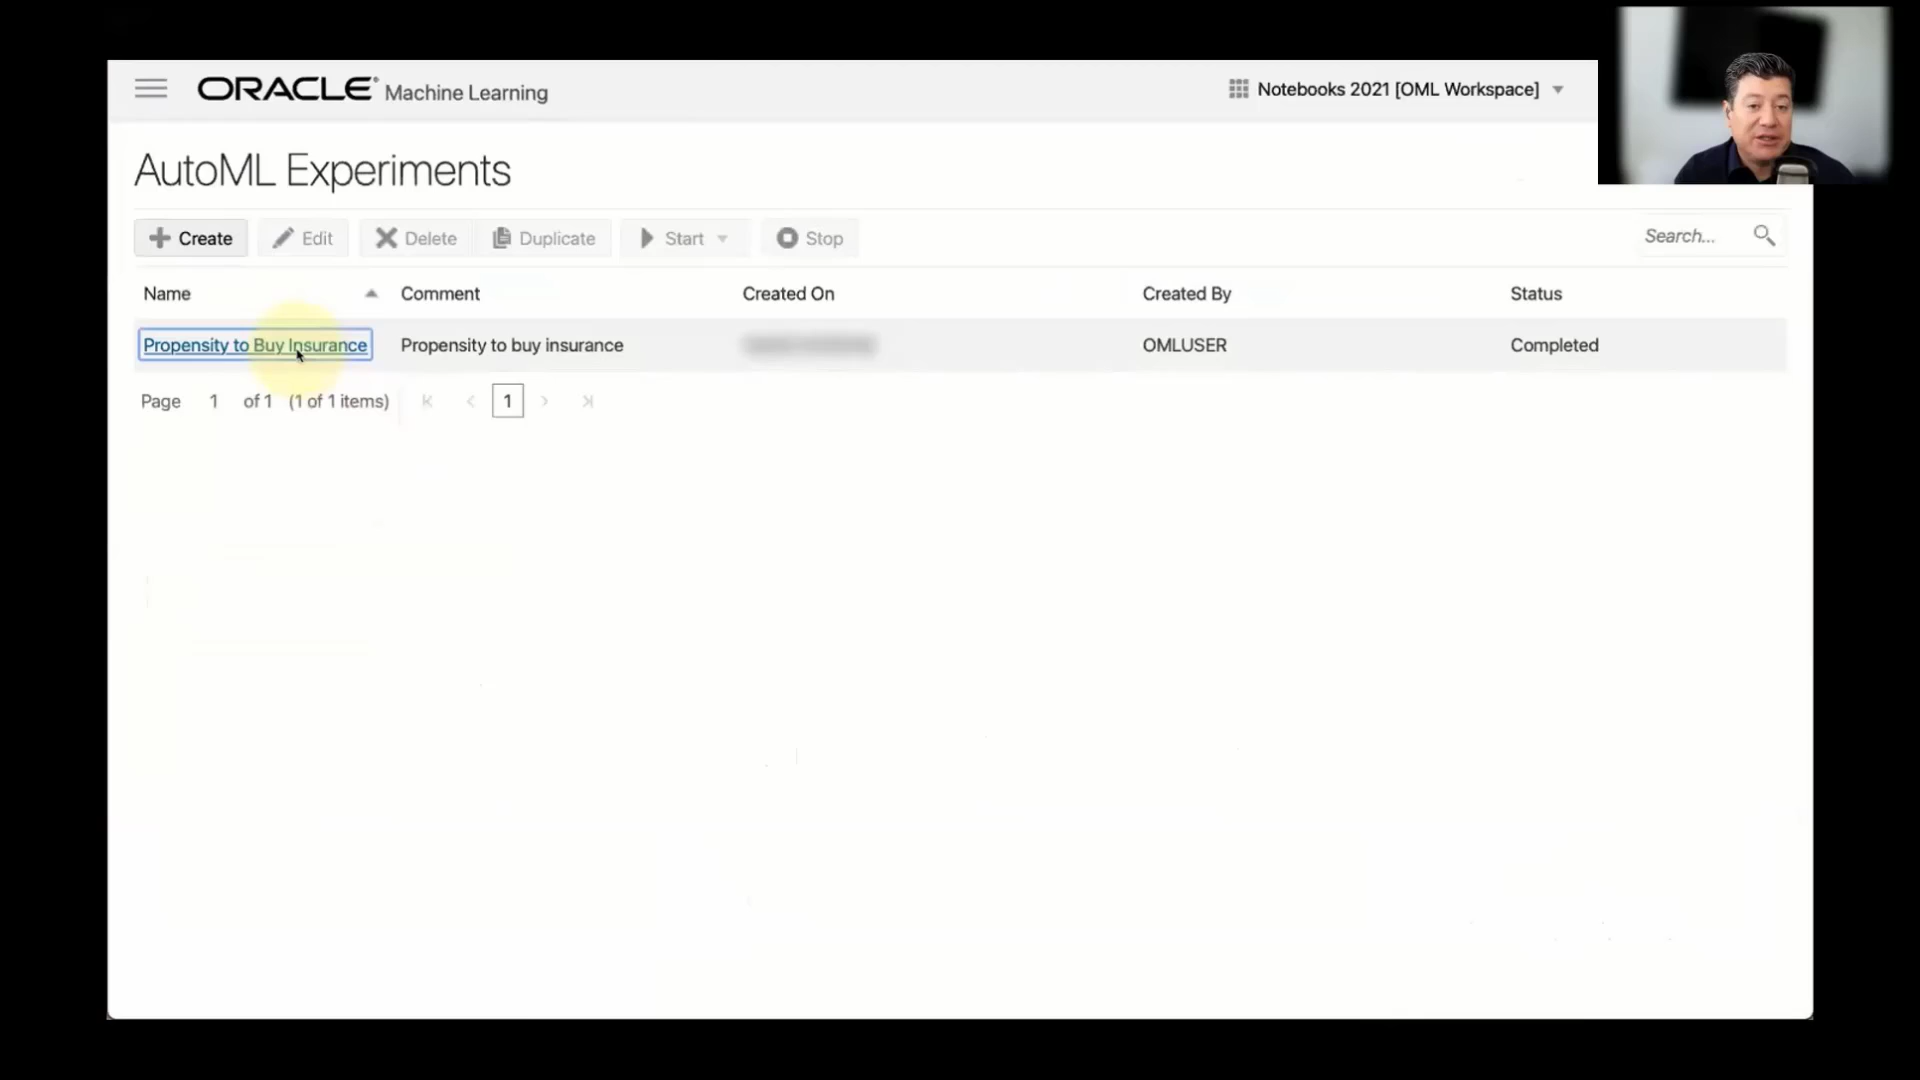 ORACLE Machine Learning
Notebooks 2021 [OML Workspace]
AutoML Experiments
Create Edit Delete Duplicate Start Stop Search...
Name Comment Created On Created By Status
Propensity to Buy Insurance Propensity to buy insurance OMLUSER Completed
Page 1 of 1 (1 of 1 items) 1